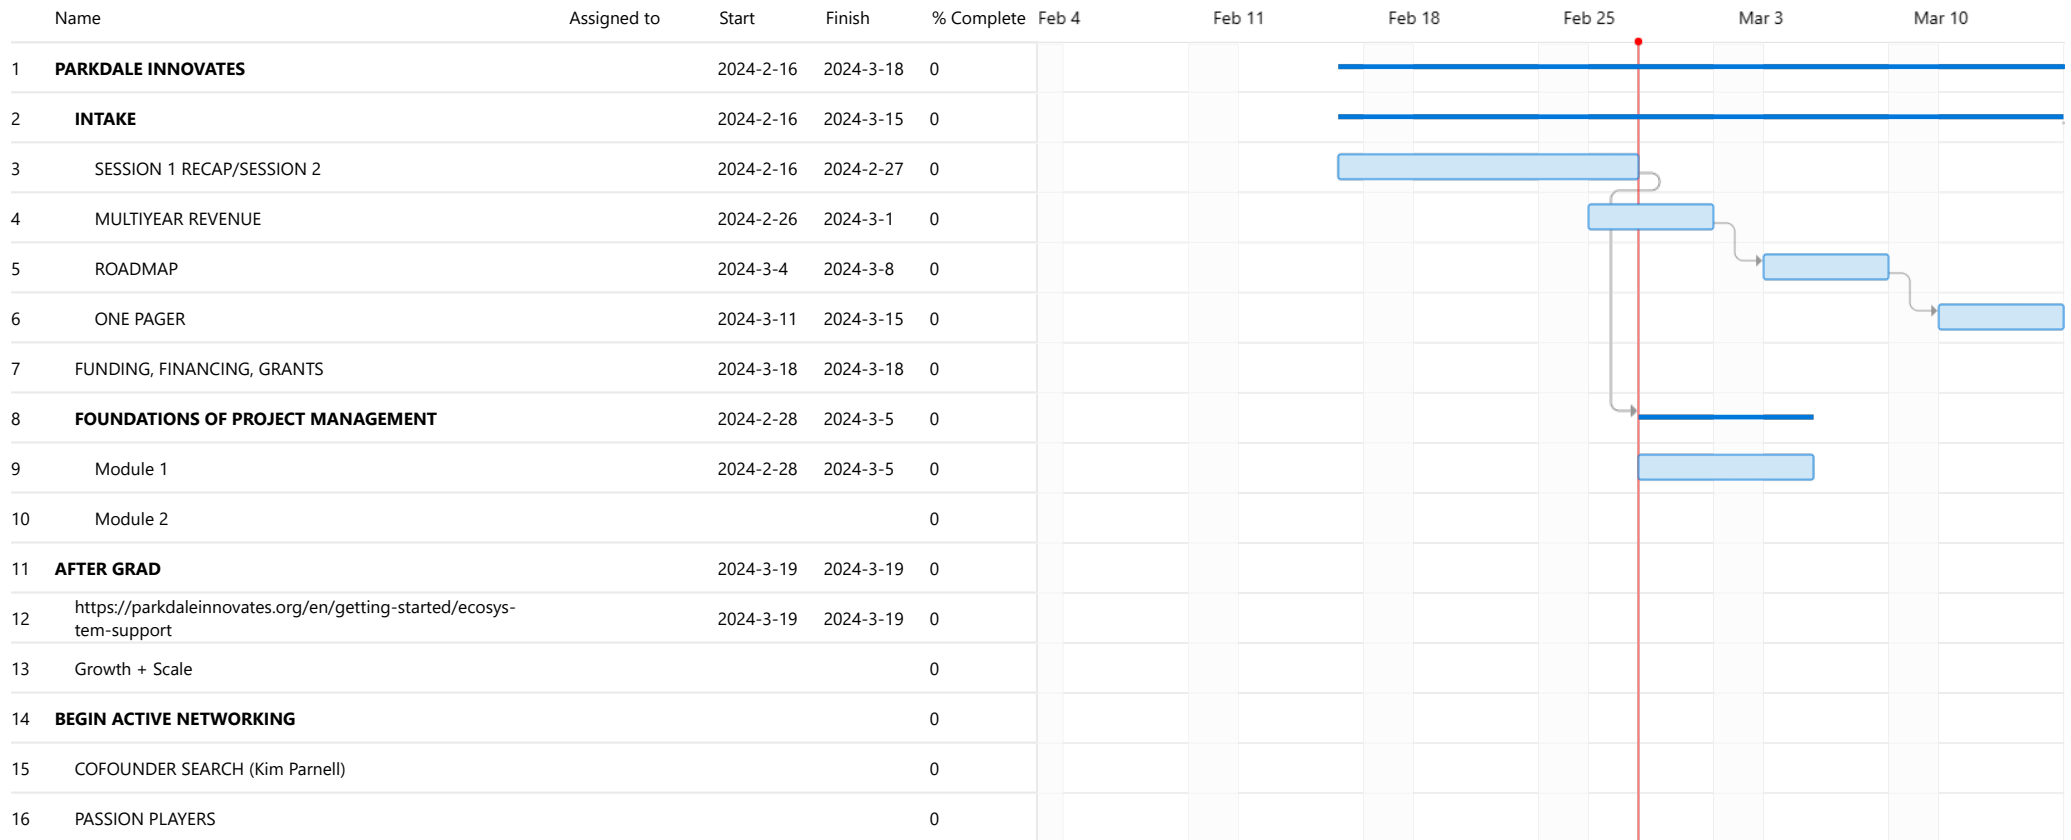 Name Assigned to Start Finish % Complete Feb 4 Feb 11 Feb 18 Feb 25 Mar 3 Mar 10
1 PARKDALE INNOVATES 2024-2-16 2024-3-18 0
2 INTAKE 2024-2-16 2024-3-15 0
3 SESSION 1 RECAP/SESSION 2 2024-2-16 2024-2-27 0
4 MULTIYEAR REVENUE 2024-2-26 2024-3-1 0
5 ROADMAP 2024-3-4 2024-3-8 0
6 ONE PAGER 2024-3-11 2024-3-15 0
7 FUNDING, FINANCING, GRANTS 2024-3-18 2024-3-18 0
8 FOUNDATIONS OF PROJECT MANAGEMENT 2024-2-28 2024-3-5 0
9 Module 1 2024-2-28 2024-3-5 0
10 Module 2 0
11 AFTER GRAD 2024-3-19 2024-3-19 0
12 https://parkdaleinnovates.org/en/getting-started/ecosys-
tem-support 2024-3-19 2024-3-19 0
13 Growth + Scale 0
14 BEGIN ACTIVE NETWORKING 0
15 COFOUNDER SEARCH (Kim Parnell) 0
16 PASSION PLAYERS 0